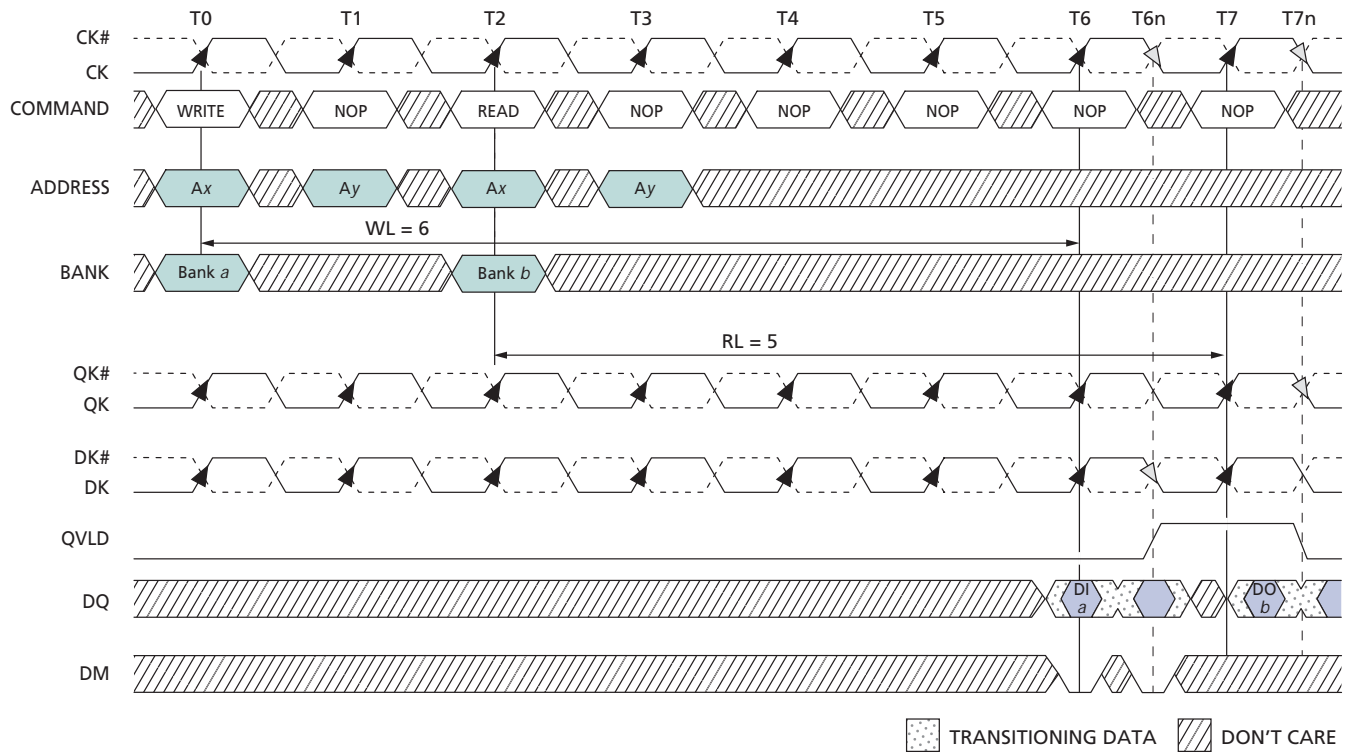 T0 T1 T2 T3 T4 T5 T6 T6n T7 T7n
CK#
CK
COMMAND WRITE NOP READ NOP NOP NOP NOP NOP
ADDRESS Ax Ay Ax Ay
WL = 6
BANK Bank a Bank b
RL = 5
QK#
QK
DK#
DK
QVLD
DQ DI a DO b
DM
TRANSITIONING DATA DON'T CARE